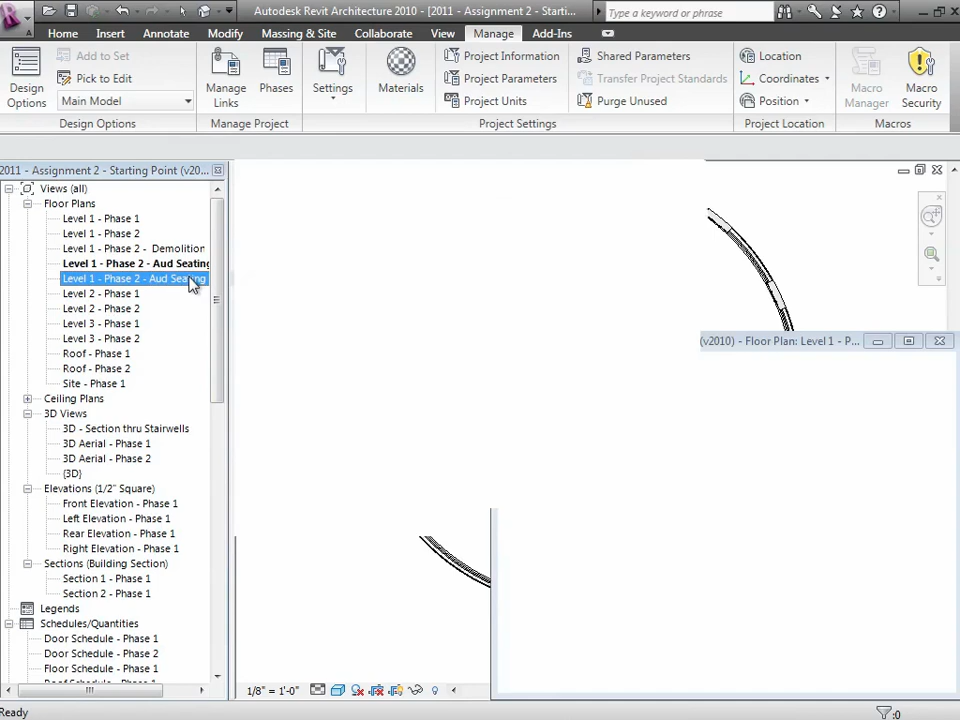 Autodesk Revit Architecture 2010 - [2011 - Assignment 2 - Starti...
Type a keyword or phrase
Home
Insert
Annotate
Modify
Massing & Site
Collaborate
View
Manage
Add-Ins
Design Options
Add to Set
Pick to Edit
Main Model
Manage Links
Phases
Settings
Materials
Project Information
Project Parameters
Project Units
Shared Parameters
Transfer Project Standards
Purge Unused
Location
Coordinates
Position
Macro Manager
Macro Security
Design Options
Manage Project
Project Settings
Project Location
Macros
2011 - Assignment 2 - Starting Point (v20...
Views (all)
Floor Plans
Level 1 - Phase 1
Level 1 - Phase 2
Level 1 - Phase 2 - Demolition
Level 1 - Phase 2 - Aud Seating
Level 1 - Phase 2 - Aud Seating
Level 2 - Phase 1
Level 2 - Phase 2
Level 3 - Phase 1
Level 3 - Phase 2
Roof - Phase 1
Roof - Phase 2
Site - Phase 1
Ceiling Plans
3D Views
3D - Section thru Stairwells
3D Aerial - Phase 1
3D Aerial - Phase 2
{3D}
Elevations (1/2" Square)
Front Elevation - Phase 1
Left Elevation - Phase 1
Rear Elevation - Phase 1
Right Elevation - Phase 1
Sections (Building Section)
Section 1 - Phase 1
Section 2 - Phase 1
Legends
Schedules/Quantities
Door Schedule - Phase 1
Door Schedule - Phase 2
Floor Schedule - Phase 1
(v2010) - Floor Plan: Level 1 - P...
1/8" = 1'-0"
Ready
:0